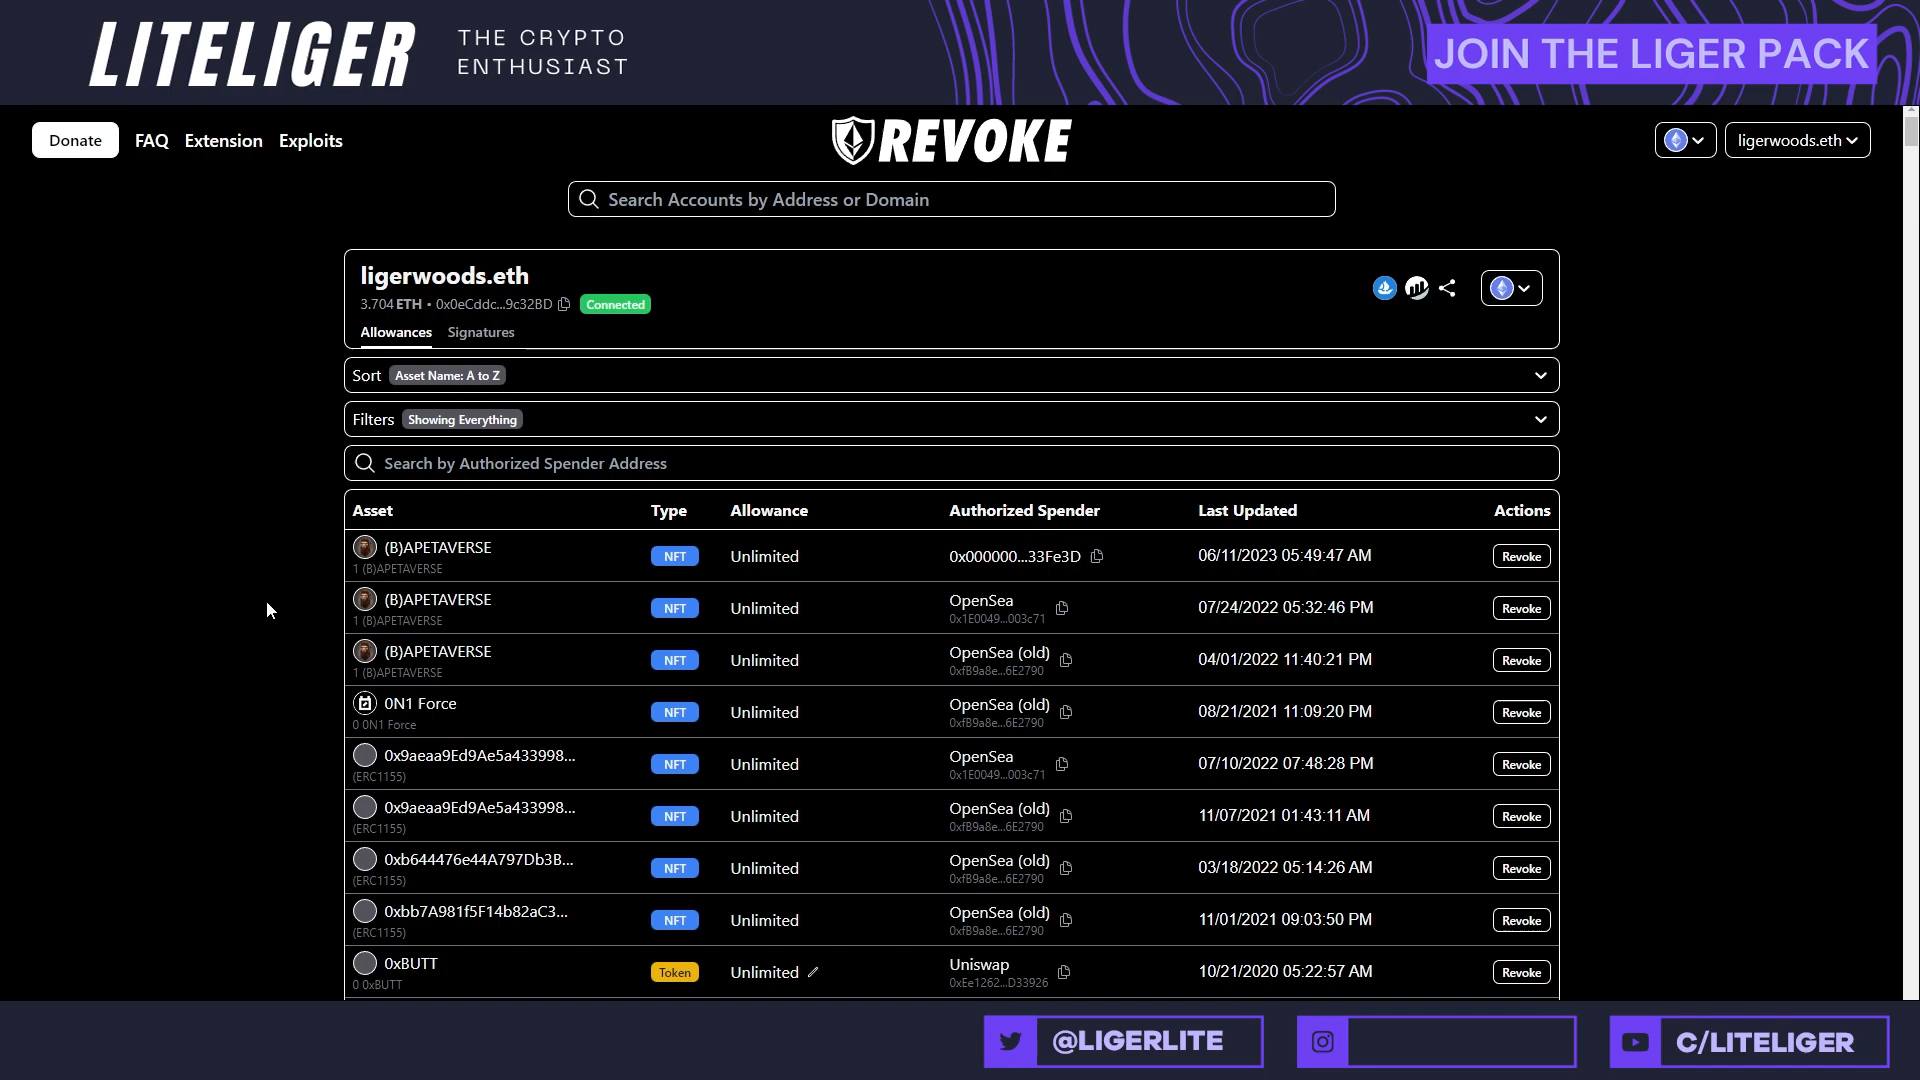 LITELIGER
THE CRYPTO
ENTHUSIAST
JOIN THE LIGER PACK
Donate FAQ Extension Exploits
REVOKE
ligerwoods.eth
Search Accounts by Address or Domain
ligerwoods.eth
3.704 ETH • 0x0eCddc...9c32BD Connected
Allowances Signatures
Sort Asset Name: A to Z
Filters Showing Everything
Search by Authorized Spender Address
Asset Type Allowance Authorized Spender Last Updated Actions
(B)APETAVERSE NFT Unlimited 0x000000...33Fe3D 06/11/2023 05:49:47 AM Revoke
1 (B)APETAVERSE
(B)APETAVERSE NFT Unlimited OpenSea 07/24/2022 05:32:46 PM Revoke
1 (B)APETAVERSE 0x1E0049...003c71
(B)APETAVERSE NFT Unlimited OpenSea (old) 04/01/2022 11:40:21 PM Revoke
1 (B)APETAVERSE 0xfB9a8e...6E2790
0N1 Force NFT Unlimited OpenSea (old) 08/21/2021 11:09:20 PM Revoke
0 0N1 Force 0xfB9a8e...6E2790
0x9aeaa9Ed9Ae5a433998... NFT Unlimited OpenSea 07/10/2022 07:48:28 PM Revoke
(ERC1155) 0x1E0049...003c71
0x9aeaa9Ed9Ae5a433998... NFT Unlimited OpenSea (old) 11/07/2021 01:43:11 AM Revoke
(ERC1155) 0xfB9a8e...6E2790
0xb644476e44A797Db3B... NFT Unlimited OpenSea (old) 03/18/2022 05:14:26 AM Revoke
(ERC1155) 0xfB9a8e...6E2790
0xbb7A981f5F14b82aC3... NFT Unlimited OpenSea (old) 11/01/2021 09:03:50 PM Revoke
(ERC1155) 0xfB9a8e...6E2790
0xBUTT Token Unlimited Uniswap 10/21/2020 05:22:57 AM Revoke
0 0xBUTT 0xEe1262...D33926
@LIGERLITE
C/LITELIGER